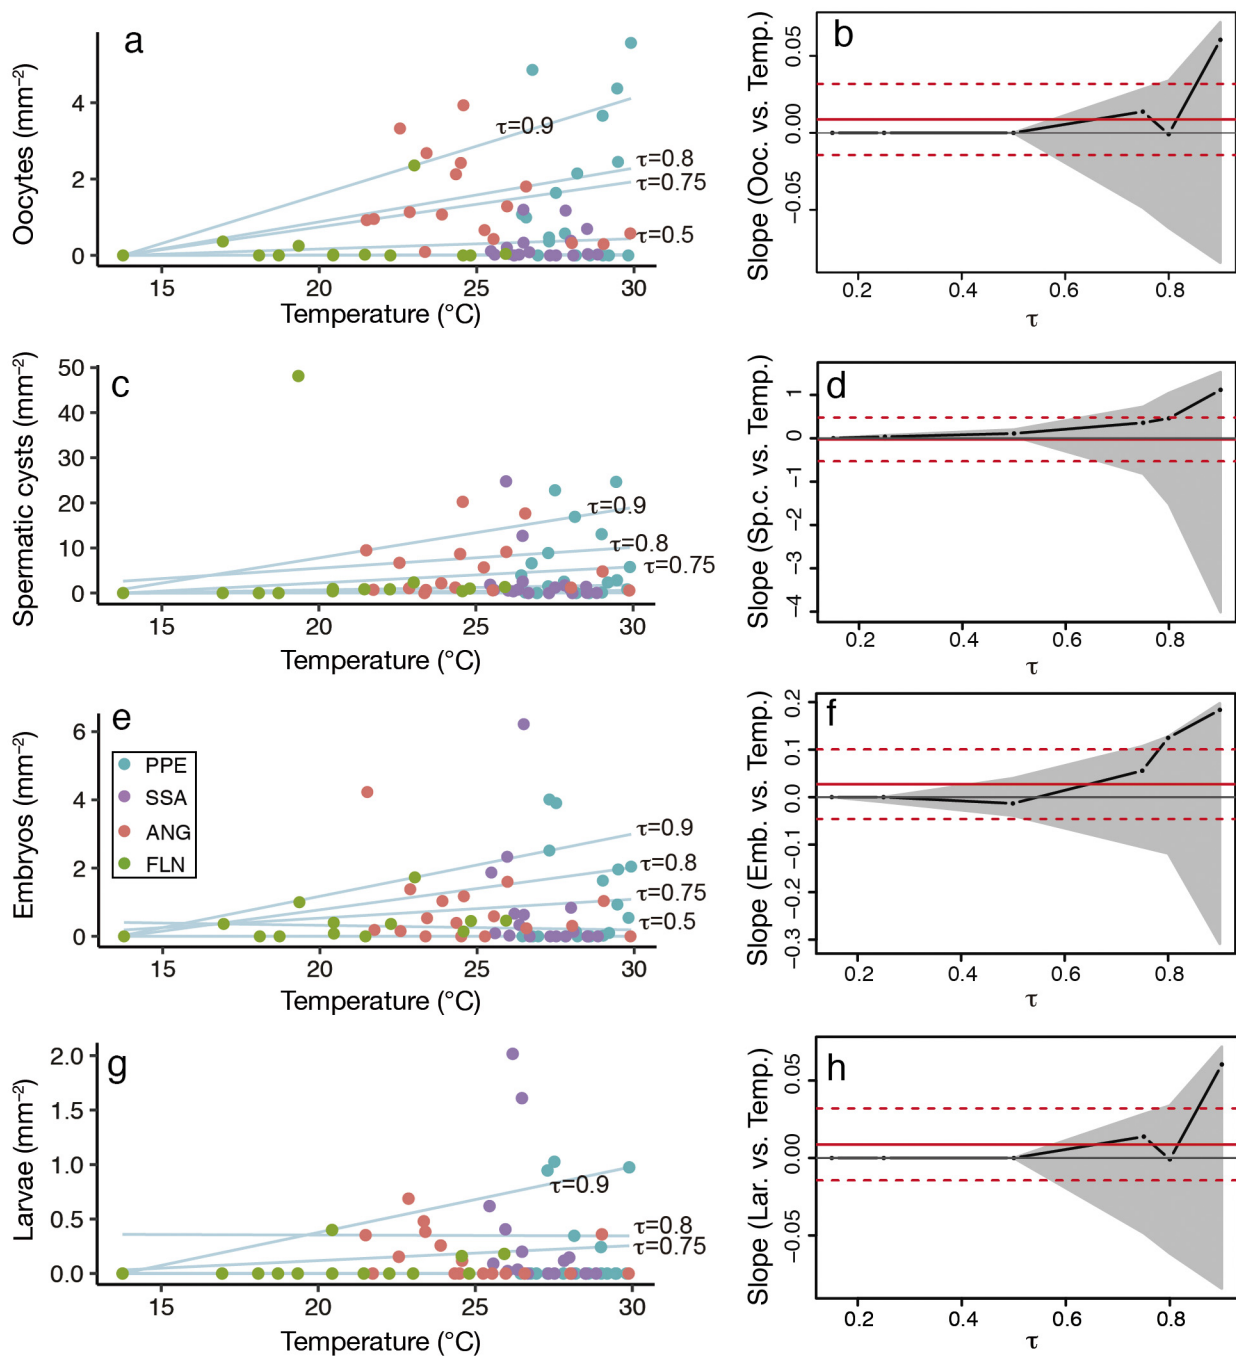 a
Oocytes (mm⁻²)
4
2
0
τ=0.9
τ=0.8
τ=0.75
τ=0.5
15
20
25
30
Temperature (°C)
b
Slope (Ooc. vs. Temp.)
0.05
0.00
−0.05
0.2
0.4
0.6
0.8
τ
c
Spermatic cysts (mm⁻²)
50
40
30
20
10
0
τ=0.9
τ=0.8
τ=0.75
15
20
25
30
Temperature (°C)
d
Slope (Sp.c. vs. Temp.)
1
0
−1
−2
−3
−4
0.2
0.4
0.6
0.8
τ
e
Embryos (mm⁻²)
6
4
2
0
PPE
SSA
ANG
FLN
τ=0.9
τ=0.8
τ=0.75
τ=0.5
15
20
25
30
Temperature (°C)
f
Slope (Emb. vs. Temp.)
0.2
0.1
0.0
−0.1
−0.2
−0.3
0.2
0.4
0.6
0.8
τ
g
Larvae (mm⁻²)
2.0
1.5
1.0
0.5
0.0
τ=0.9
τ=0.8
τ=0.75
15
20
25
30
Temperature (°C)
h
Slope (Lar. vs. Temp.)
0.05
0.00
−0.05
0.2
0.4
0.6
0.8
τ